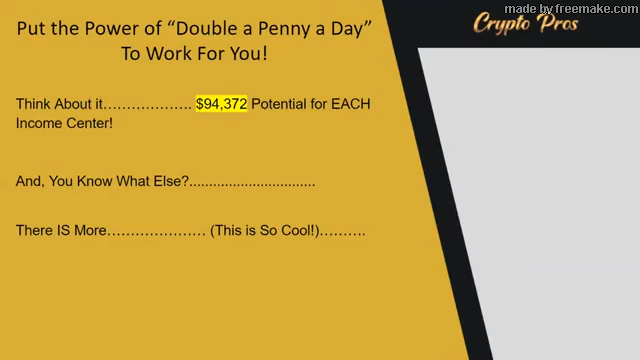 made by freemake.com
Crypto Pros
Put the Power of “Double a Penny a Day”
To Work For You!
Think About it………………. $94,372 Potential for EACH
Income Center!
And, You Know What Else?................................
There IS More………………… (This is So Cool!)……….